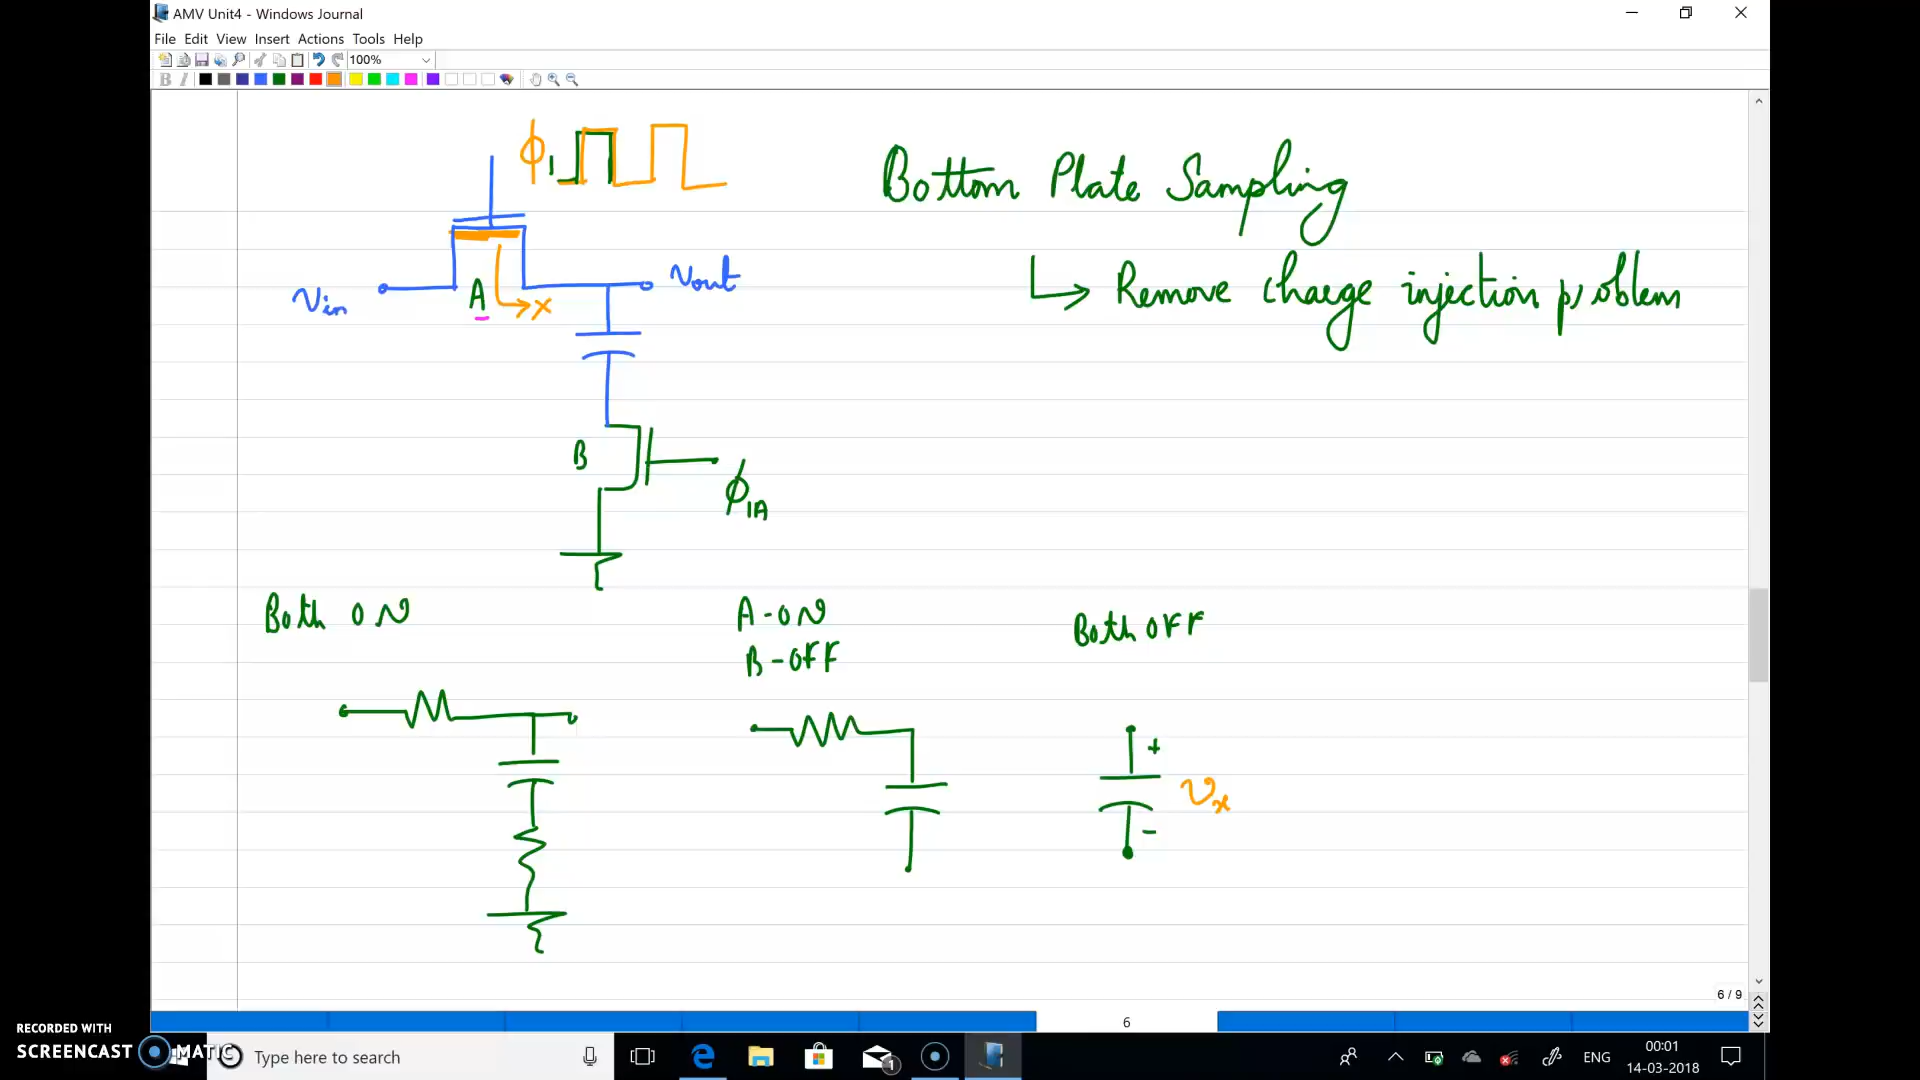 AMV Unit4 - Windows Journal
File Edit View Insert Actions Tools Help
100%
B I
ϕ1
Bottom Plate Sampling
Remove charge injection problem
Vin
A
x
Vout
B
ϕ1A
Both ON
A-ON
B-OFF
Both OFF
+
Vx
-
6 / 9
6
RECORDED WITH
SCREENCAST MATIC
Type here to search
1
ENG
00:01
14-03-2018